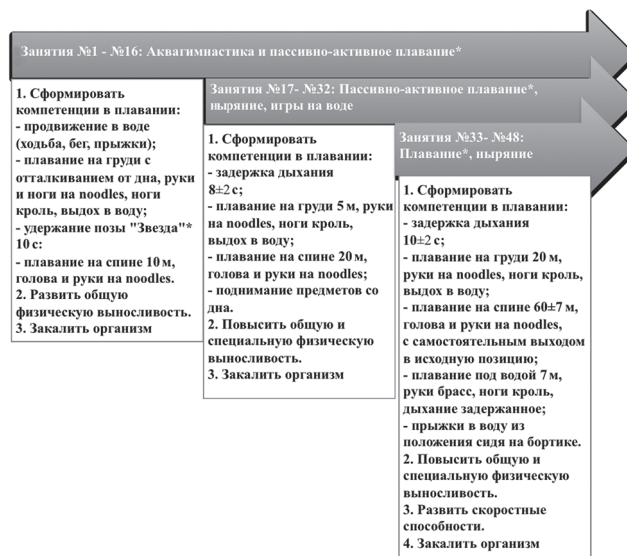 Занятия №1 - №16: Аквагимнастика и пассивно-активное плавание*
1. Сформировать
компетенции в плавании:
- продвижение в воде
(ходьба, бег, прыжки);
- плавание на груди с
отталкиванием от дна, руки
и ноги на noodles, ноги
кроль, выдох в воду;
- удержание позы "Звезда"*
10 с:
- плавание на спине 10 м,
голова и руки на noodles.
2. Развить общую
физическую выносливость.
3. Закалить организм
Занятия №17- №32: Пассивно-активное плавание*,
ныряние, игры на воде
1. Сформировать
компетенции в плавании:
- задержка дыхания
8±2 с;
- плавание на груди 5 м, руки
на noodles, ноги кроль,
выдох в воду;
- плавание на спине 20 м,
голова и руки на noodles;
- поднимание предметов со
дна.
2. Повысить общую и
специальную физическую
выносливость.
3. Закалить организм
Занятия №33- №48:
Плавание*, ныряние
1. Сформировать
компетенции в плавании:
- задержка дыхания
10±2 с;
- плавание на груди 20 м,
руки на noodles, ноги кроль,
выдох в воду;
- плавание на спине 60±7 м,
голова и руки на noodles,
с самостоятельным выходом
в исходную позицию;
- плавание под водой 7 м,
руки брасс, ноги кроль,
дыхание задержанное;
- прыжки в воду из
положения сидя на бортике.
2. Повысить общую и
специальную физическую
выносливость.
3. Развить скоростные
способности.
4. Закалить организм